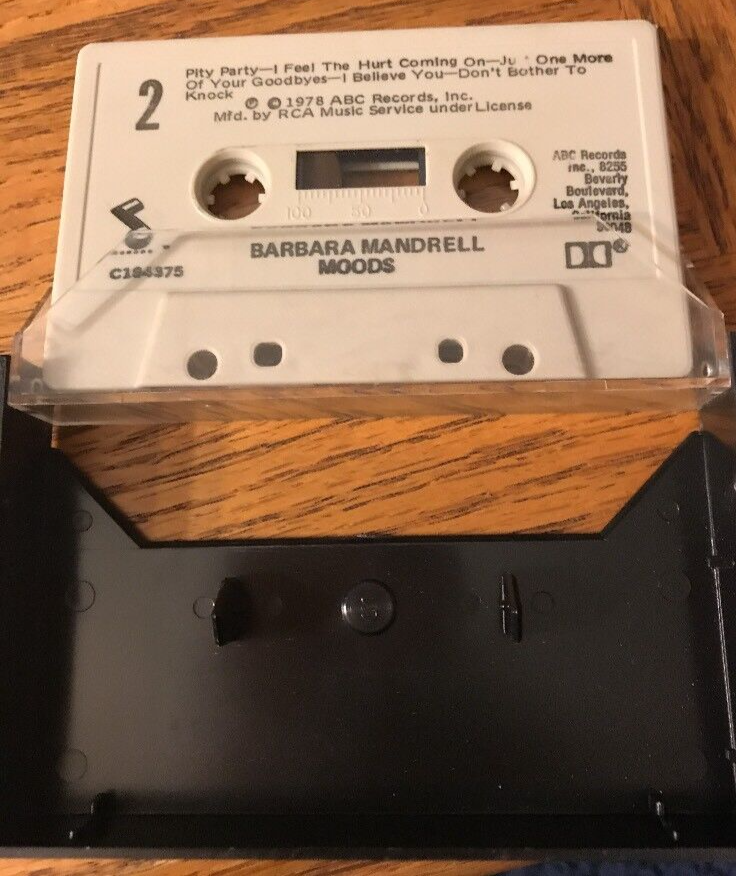 2
Pity Party—I Feel The Hurt Coming On— One More
Of Your Goodbyes—I Believe You—Don't Bother To
Knock ℗ © 1978 ABC Records, Inc.
Mfd. by RCA Music Service under License
ABC Records
Inc., 8255
Beverly
Boulevard,
Los Angeles,
California
90048
100 50 0
BARBARA MANDRELL
MOODS
C194375